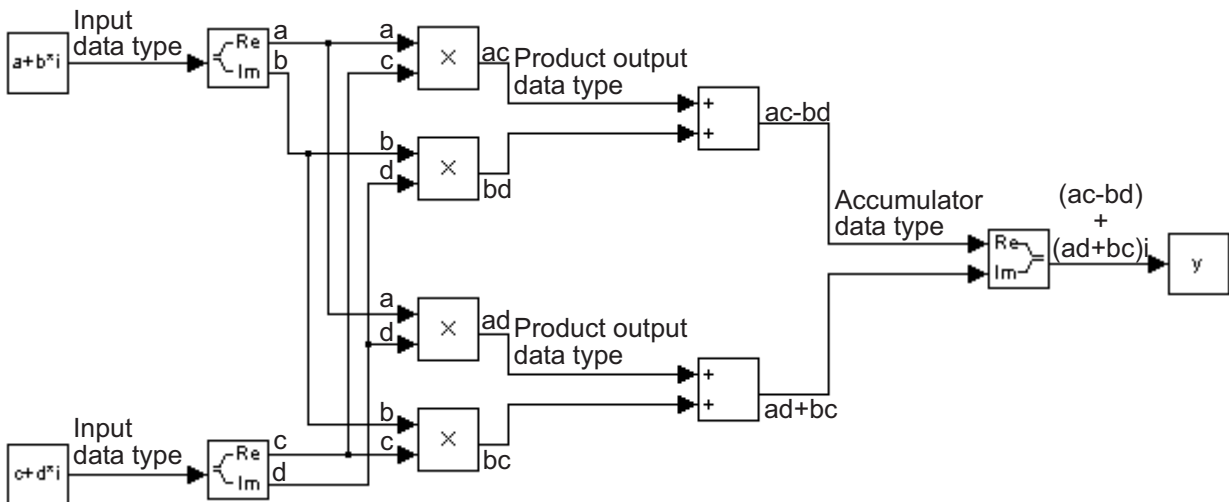 Input
data type
a+b*i
Re
Im
a
b
a
c
×
ac
Product output
data type
+
+
ac-bd
b
d
×
bd
Accumulator
data type
Re
Im
(ac-bd)
+
(ad+bc)i
y
a
d
×
ad
Product output
data type
+
+
ad+bc
b
c
×
bc
Input
data type
c+d*i
Re
Im
c
d